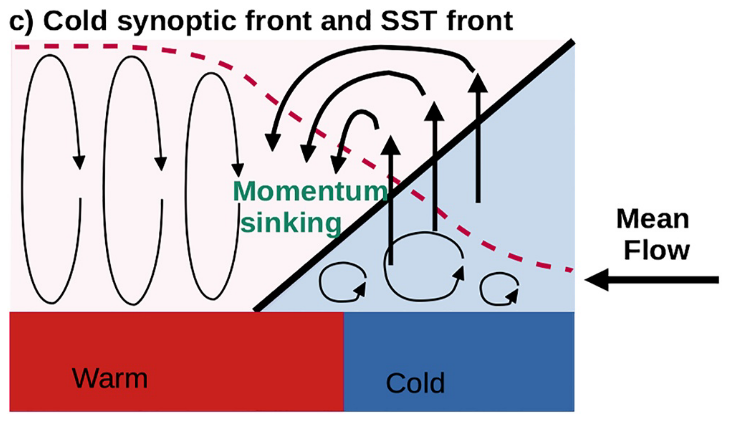 c) Cold synoptic front and SST front
Momentum
sinking
Mean
Flow
Warm
Cold